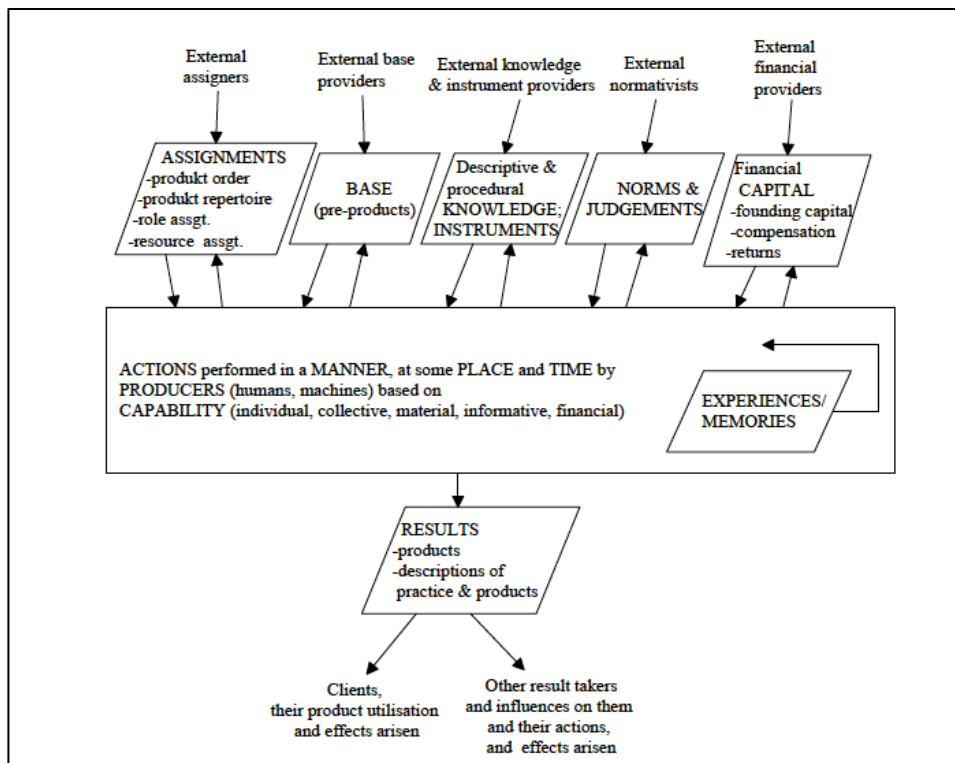 External
assigners
External base
providers
External knowledge
& instrument providers
External
normativists
External
financial
providers
ASSIGNMENTS
-produkt order
-produkt repertoire
-role assgt.
-resource assgt.
BASE
(pre-products)
Descriptive &
procedural
KNOWLEDGE;
INSTRUMENTS
NORMS &
JUDGEMENTS
Financial
CAPITAL
-founding capital
-compensation
-returns
ACTIONS performed in a MANNER, at some PLACE and TIME by
PRODUCERS (humans, machines) based on
CAPABILITY (individual, collective, material, informative, financial)
EXPERIENCES/
MEMORIES
RESULTS
-products
-descriptions of
practice & products
Clients,
their product utilisation
and effects arisen
Other result takers
and influences on them
and their actions,
and effects arisen